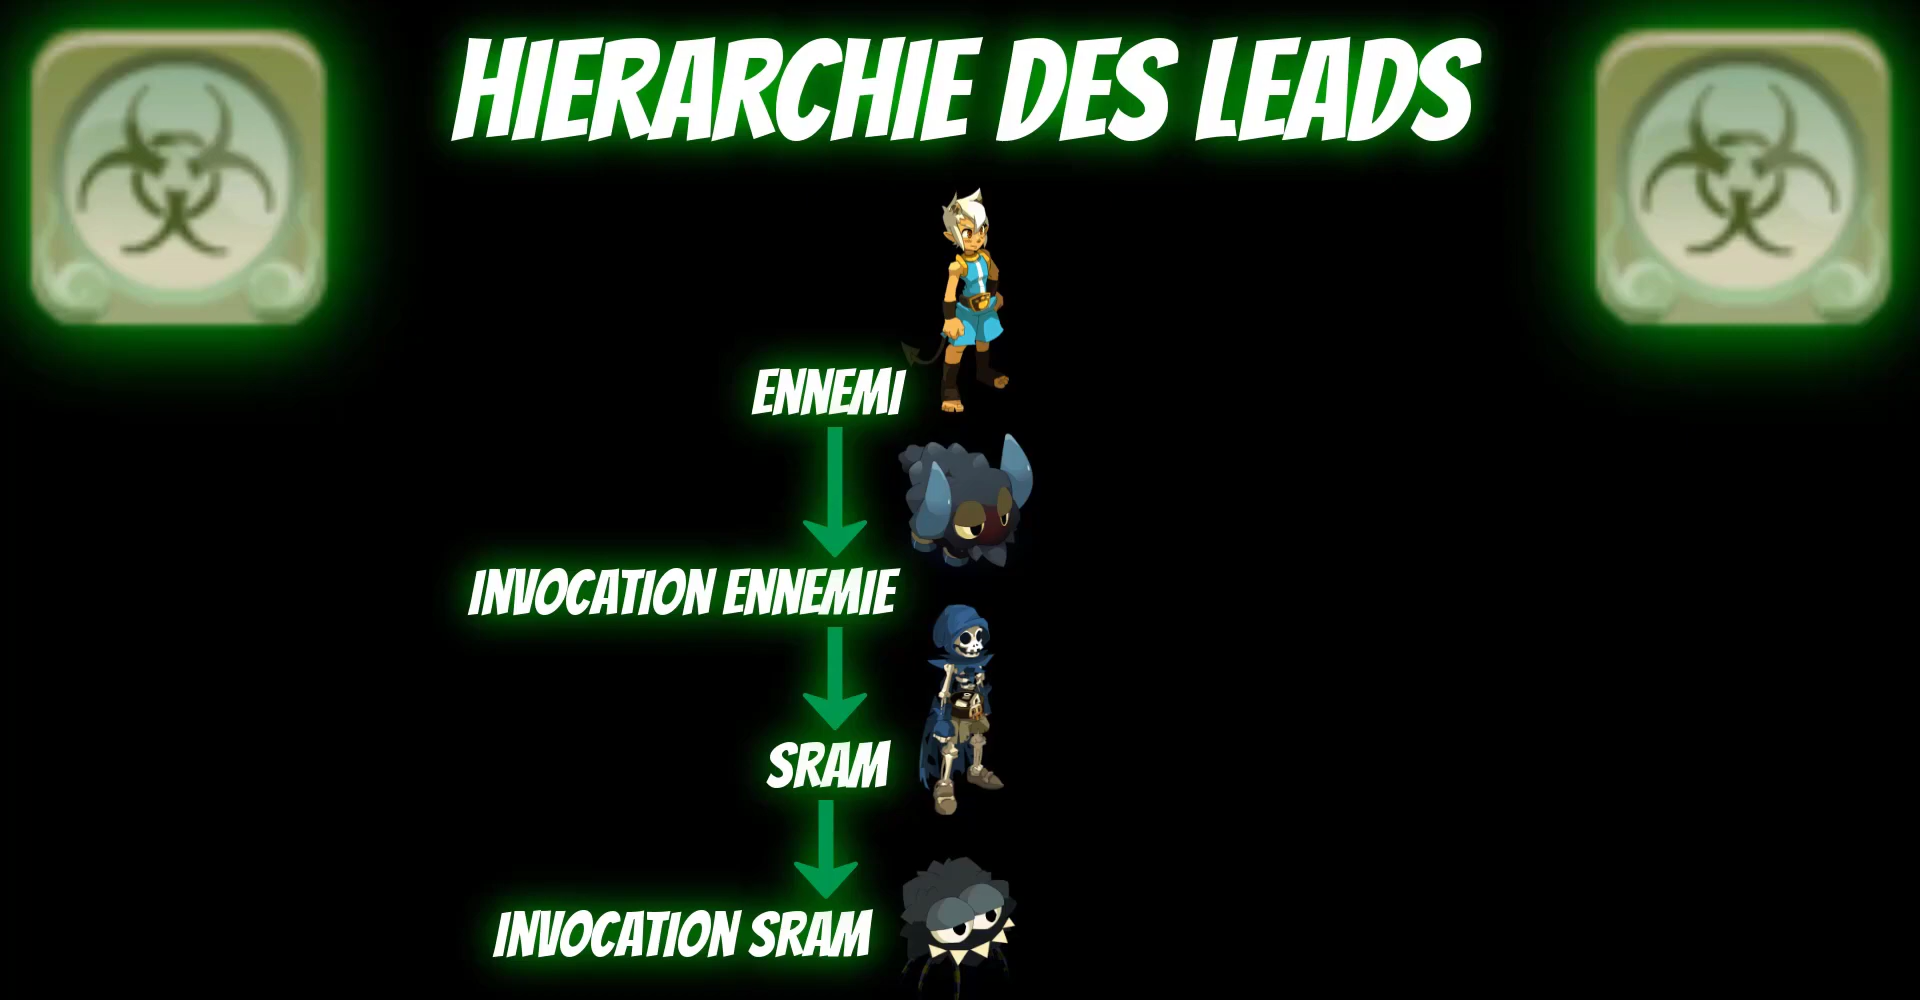 HIERARCHIE DES LEADS
ENNEMI
INVOCATION ENNEMIE
SRAM
INVOCATION SRAM